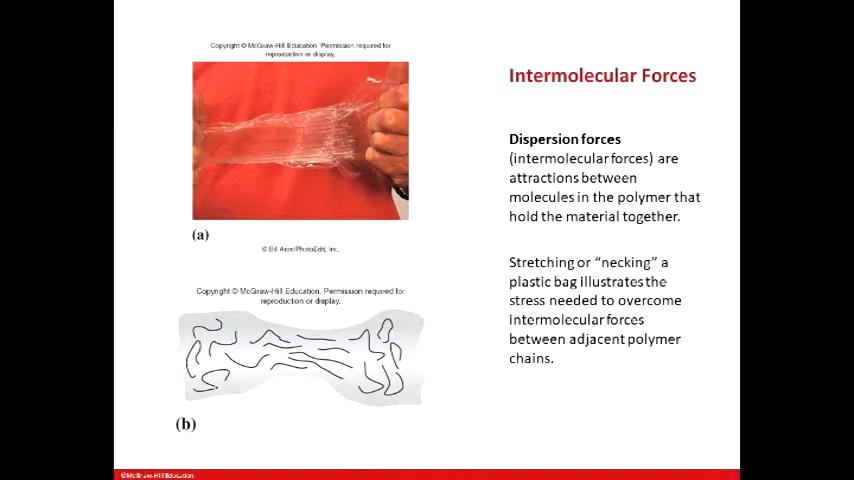 Copyright © McGraw-Hill Education. Permission required for
reproduction or display.
(a)
© Bill Aron/PhotoEdit, Inc.
Copyright © McGraw-Hill Education. Permission required for
reproduction or display.
(b)
Intermolecular Forces
Dispersion forces
(intermolecular forces) are
attractions between
molecules in the polymer that
hold the material together.
Stretching or “necking” a
plastic bag illustrates the
stress needed to overcome
intermolecular forces
between adjacent polymer
chains.
©McGraw-Hill Education.